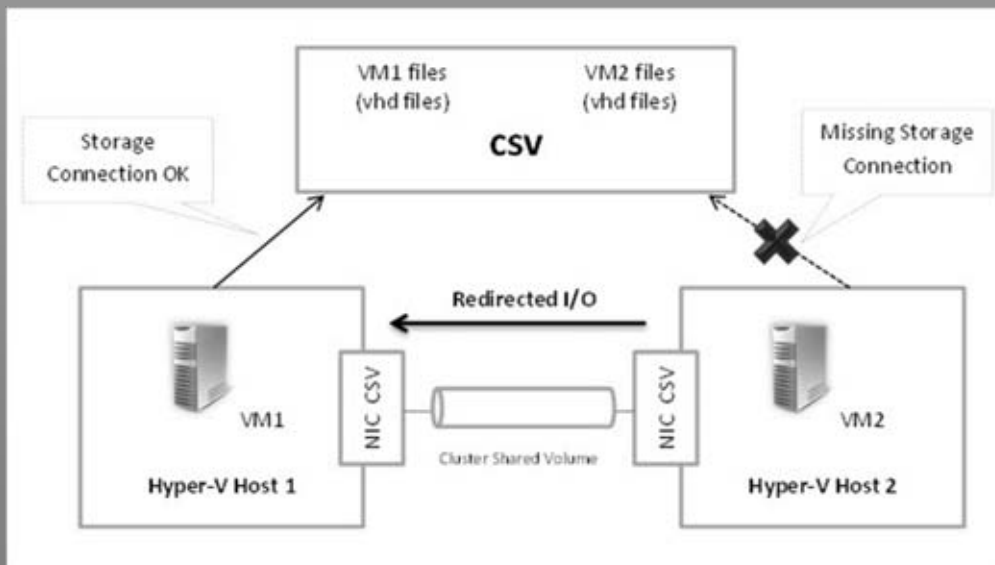 VM1 files
(vhd files)
VM2 files
(vhd files)
CSV
Storage
Connection OK
Missing Storage
Connection
Redirected I/O
VM1
Hyper-V Host 1
NIC CSV
Cluster Shared Volume
NIC CSV
VM2
Hyper-V Host 2